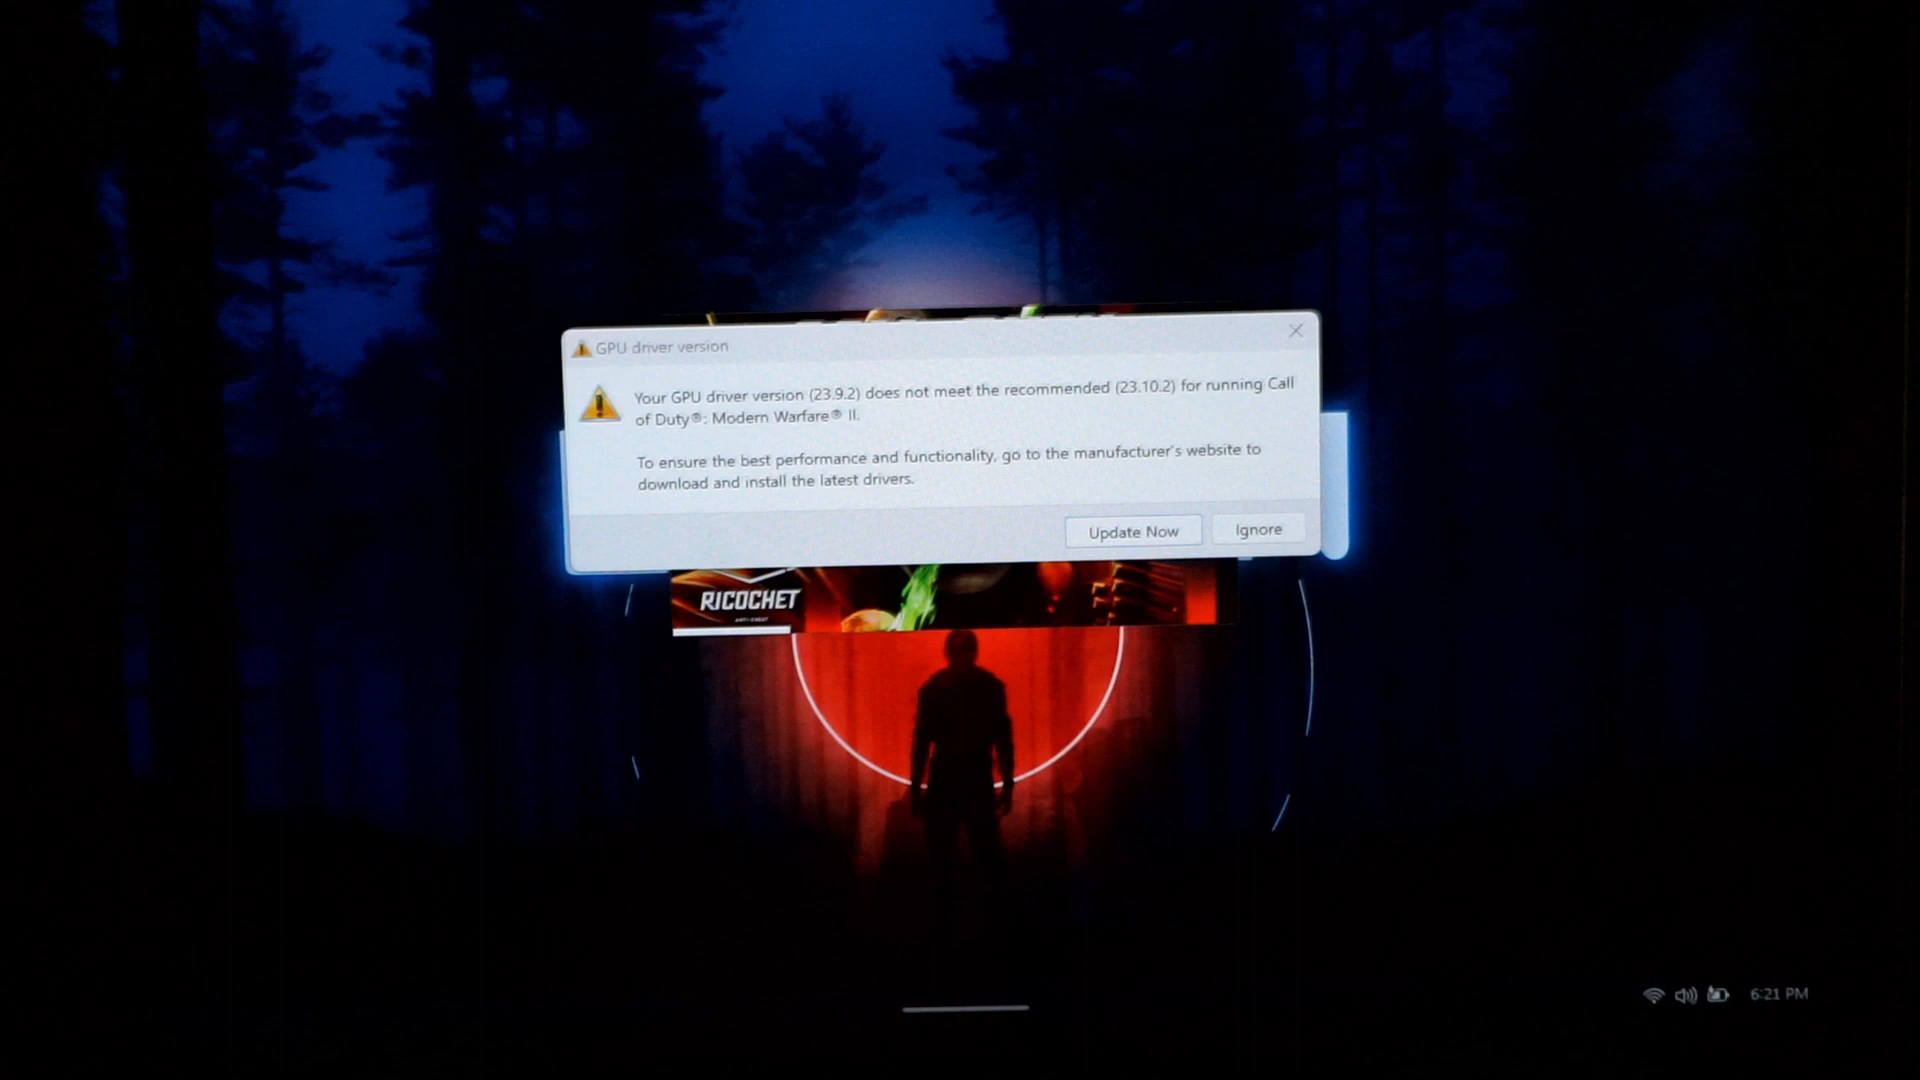 GPU driver version
Your GPU driver version (23.9.2) does not meet the recommended (23.10.2) for running Call
of Duty®: Modern Warfare® II.
To ensure the best performance and functionality, go to the manufacturer's website to
download and install the latest drivers.
Update Now
Ignore
RICOCHET
ANTI-CHEAT
6:21 PM